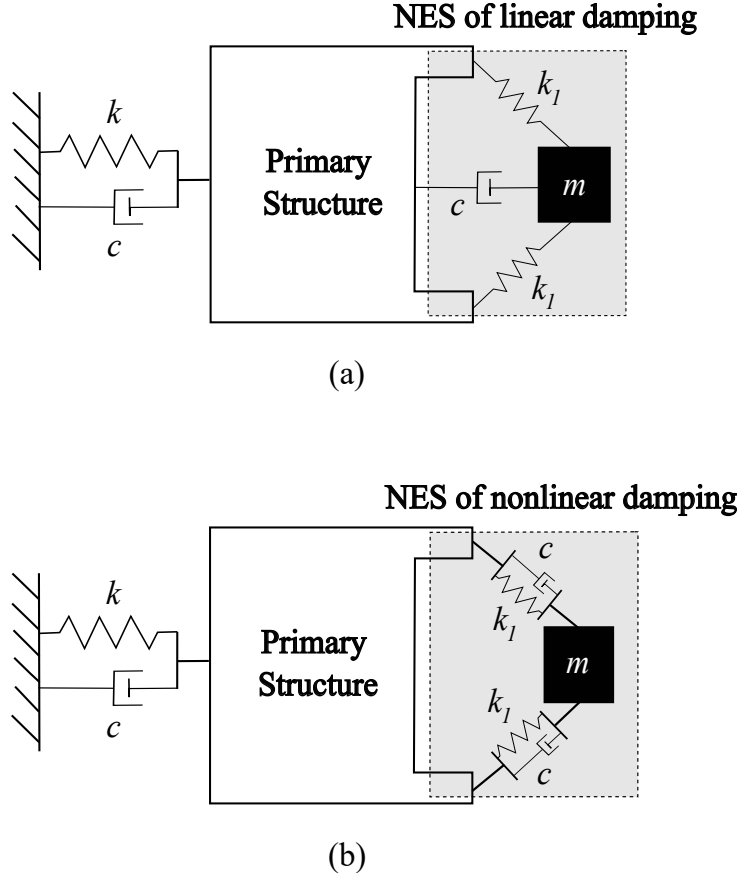 NES of linear damping
k
k1
Primary
Structure
m
c
c
k1
(a)
NES of nonlinear damping
c
k
k1
Primary
Structure
m
k1
c
c
(b)